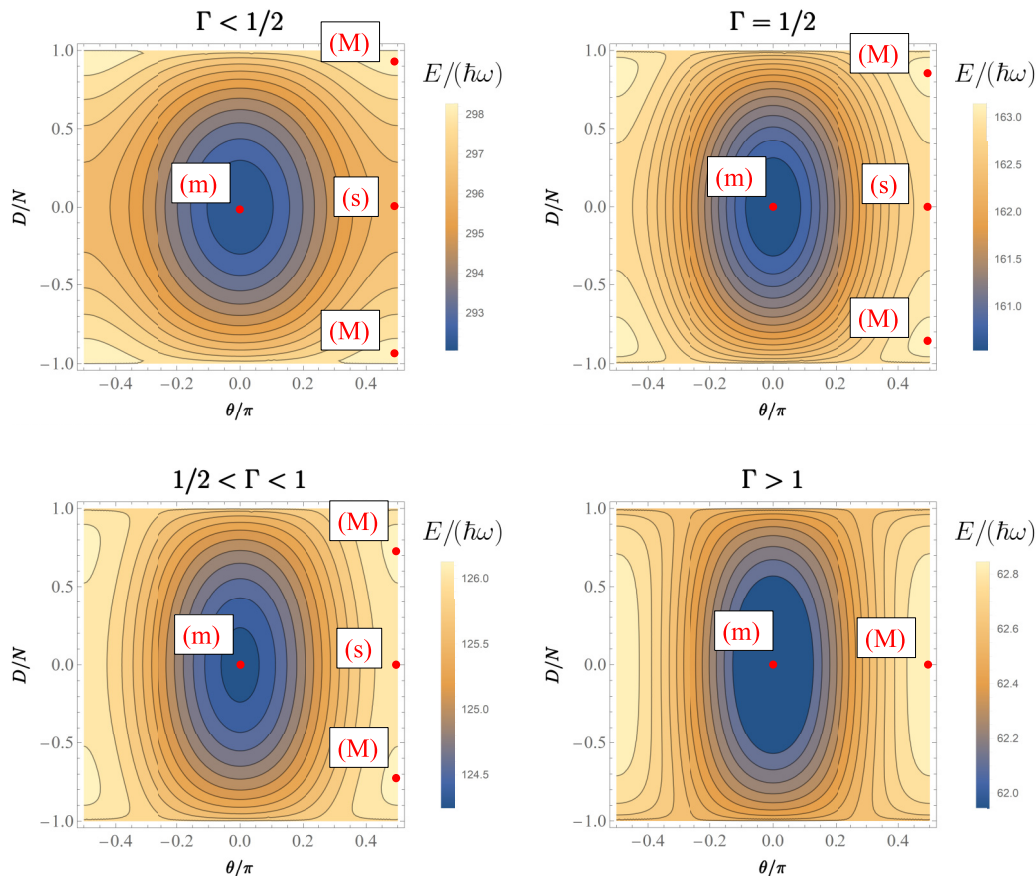 Γ < 1/2
(M)
E/(ħω)
1.0
0.5
0.0
−0.5
−1.0
D/N
(m)
(s)
(M)
298
297
296
295
294
293
−0.4
−0.2
0.0
0.2
0.4
θ/π
Γ = 1/2
(M)
E/(ħω)
1.0
0.5
0.0
−0.5
−1.0
D/N
(m)
(s)
(M)
163.0
162.5
162.0
161.5
161.0
−0.4
−0.2
0.0
0.2
0.4
θ/π
1/2 < Γ < 1
(M)
E/(ħω)
1.0
0.5
0.0
−0.5
−1.0
D/N
(m)
(s)
(M)
126.0
125.5
125.0
124.5
−0.4
−0.2
0.0
0.2
0.4
θ/π
Γ > 1
E/(ħω)
1.0
0.5
0.0
−0.5
−1.0
D/N
(m)
(M)
62.8
62.6
62.4
62.2
62.0
−0.4
−0.2
0.0
0.2
0.4
θ/π